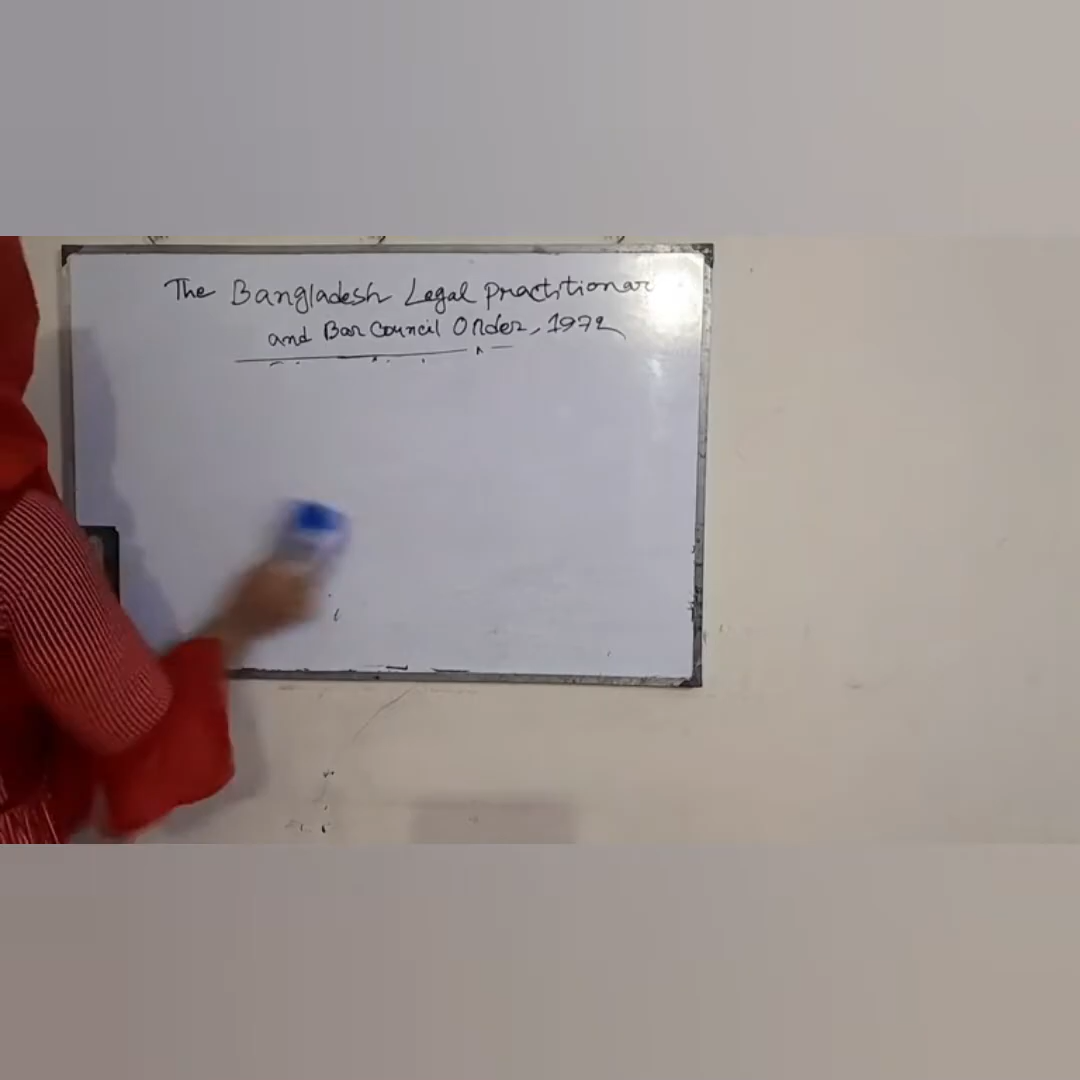 The Bangladesh Legal Practitionar
and Bar Council Order, 1972